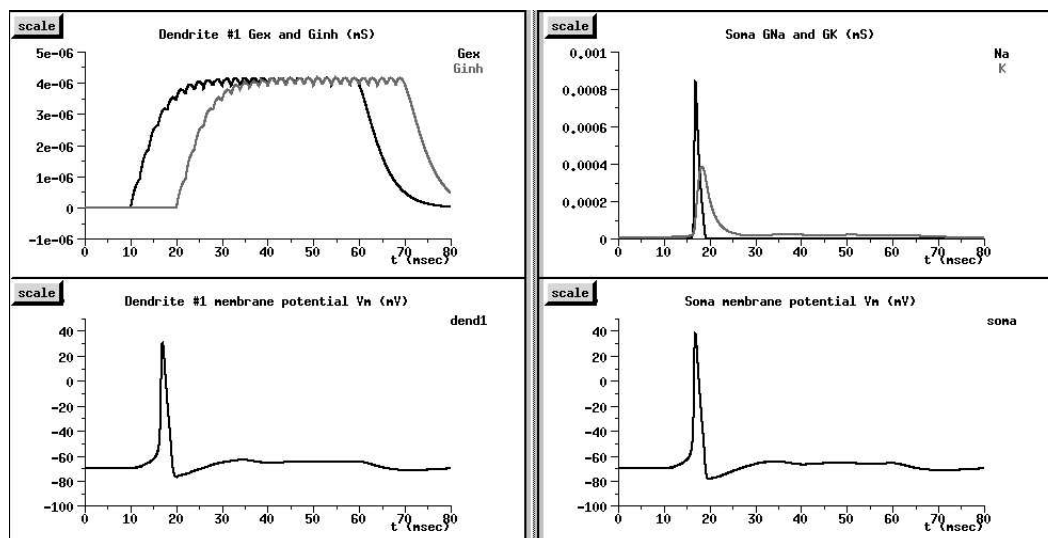 scale
Dendrite #1 Gex and Ginh (mS)
5e-06
4e-06
3e-06
2e-06
1e-06
0
-1e-06
Gex
Ginh
0 10 20 30 40 50 60 70 80
t (msec)
scale
Soma GNa and GK (mS)
0.001
0.0008
0.0006
0.0004
0.0002
0
Na
K
0 10 20 30 40 50 60 70 80
t (msec)
scale
Dendrite #1 membrane potential Vm (mV)
dend1
40
20
0
-20
-40
-60
-80
-100
0 10 20 30 40 50 60 70 80
t (msec)
scale
Soma membrane potential Vm (mV)
soma
40
20
0
-20
-40
-60
-80
-100
0 10 20 30 40 50 60 70 80
t (msec)